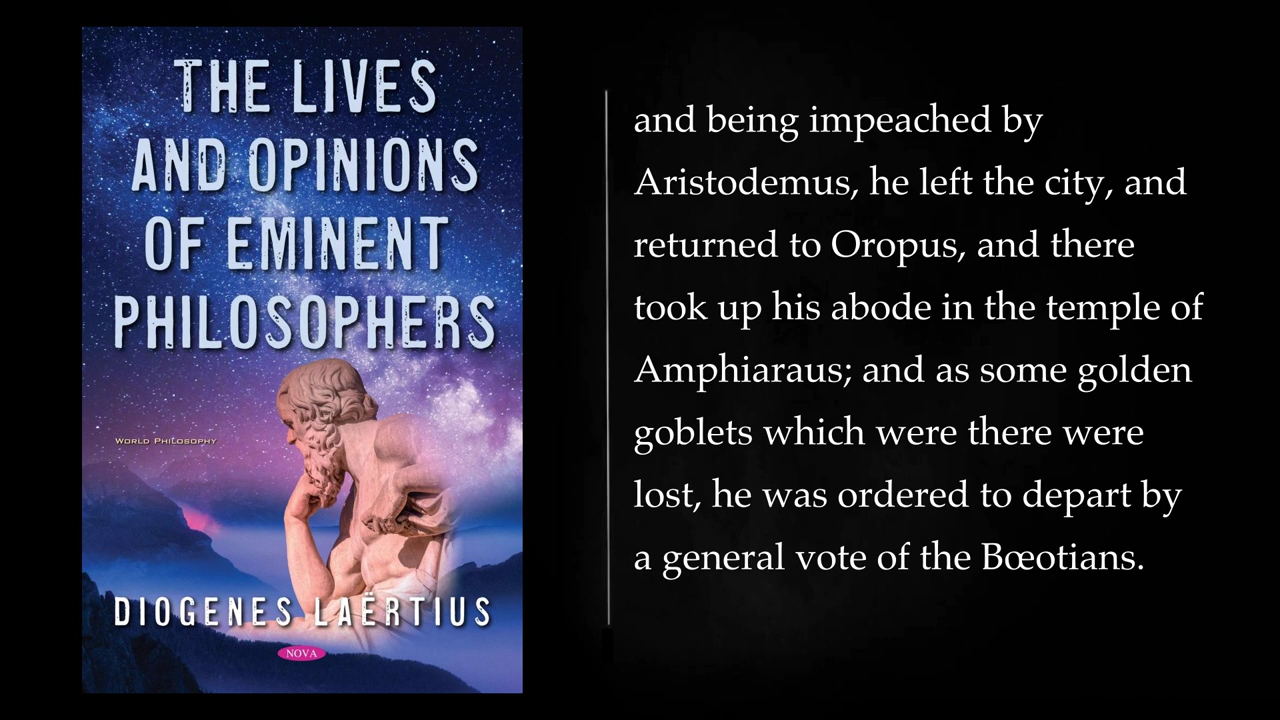 THE LIVES
AND OPINIONS
OF EMINENT
PHILOSOPHERS
WORLD PHILOSOPHY
DIOGENES LAËRTIUS
NOVA
and being impeached by
Aristodemus, he left the city, and
returned to Oropus, and there
took up his abode in the temple of
Amphiaraus; and as some golden
goblets which were there were
lost, he was ordered to depart by
a general vote of the Bœotians.